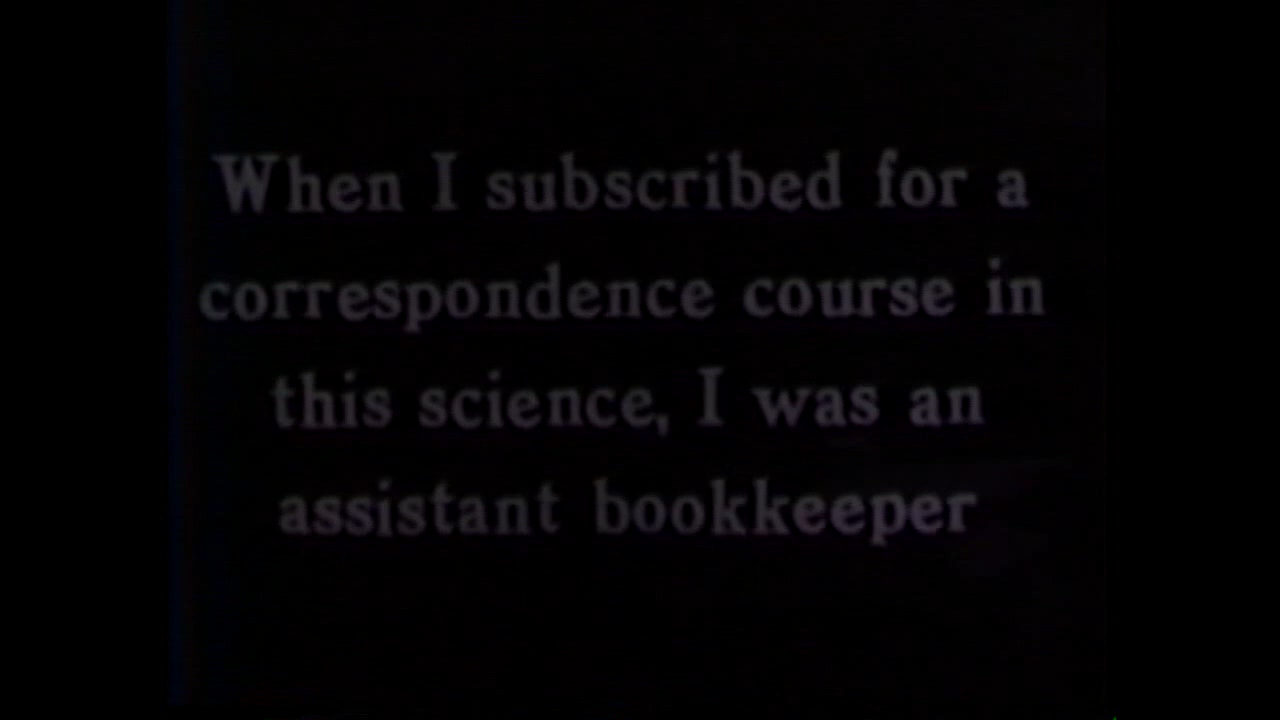 When I subscribed for a
correspondence course in
this science, I was an
assistant bookkeeper